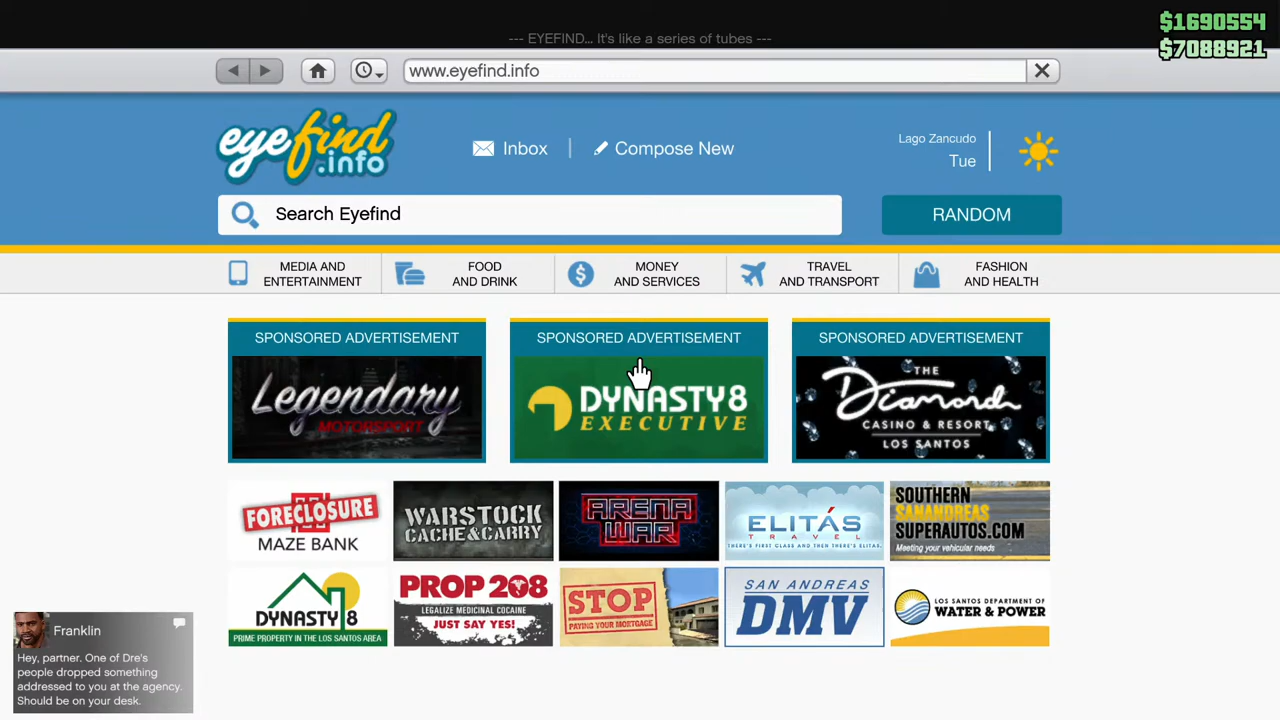 $1690554
$7088921
--- EYEFIND... It's like a series of tubes ---
www.eyefind.info
eyefind
.info
Inbox
Compose New
Lago Zancudo
Tue
Search Eyefind
RANDOM
MEDIA AND
ENTERTAINMENT
FOOD
AND DRINK
MONEY
AND SERVICES
TRAVEL
AND TRANSPORT
FASHION
AND HEALTH
SPONSORED ADVERTISEMENT
Legendary
MOTORSPORT
SPONSORED ADVERTISEMENT
DYNASTY8
EXECUTIVE
SPONSORED ADVERTISEMENT
THE
Diamond
CASINO & RESORT
LOS SANTOS
FORECLOSURE
MAZE BANK
WARSTOCK
CACHE&CARRY
ARENA
WAR
ELITÁS
TRAVEL
THERE'S FIRST CLASS AND THEN THERE'S ELITAS.
SOUTHERN
SANANDREAS
SUPERAUTOS.COM
Meeting your vehicular needs
DYNASTY 8
PRIME PROPERTY IN THE LOS SANTOS AREA
PROP 208
LEGALIZE MEDICINAL COCAINE
JUST SAY YES!
STOP
PAYING YOUR MORTGAGE
SAN ANDREAS
DMV
LOS SANTOS DEPARTMENT OF
WATER & POWER
Franklin
Hey, partner. One of Dre's
people dropped something
addressed to you at the agency.
Should be on your desk.